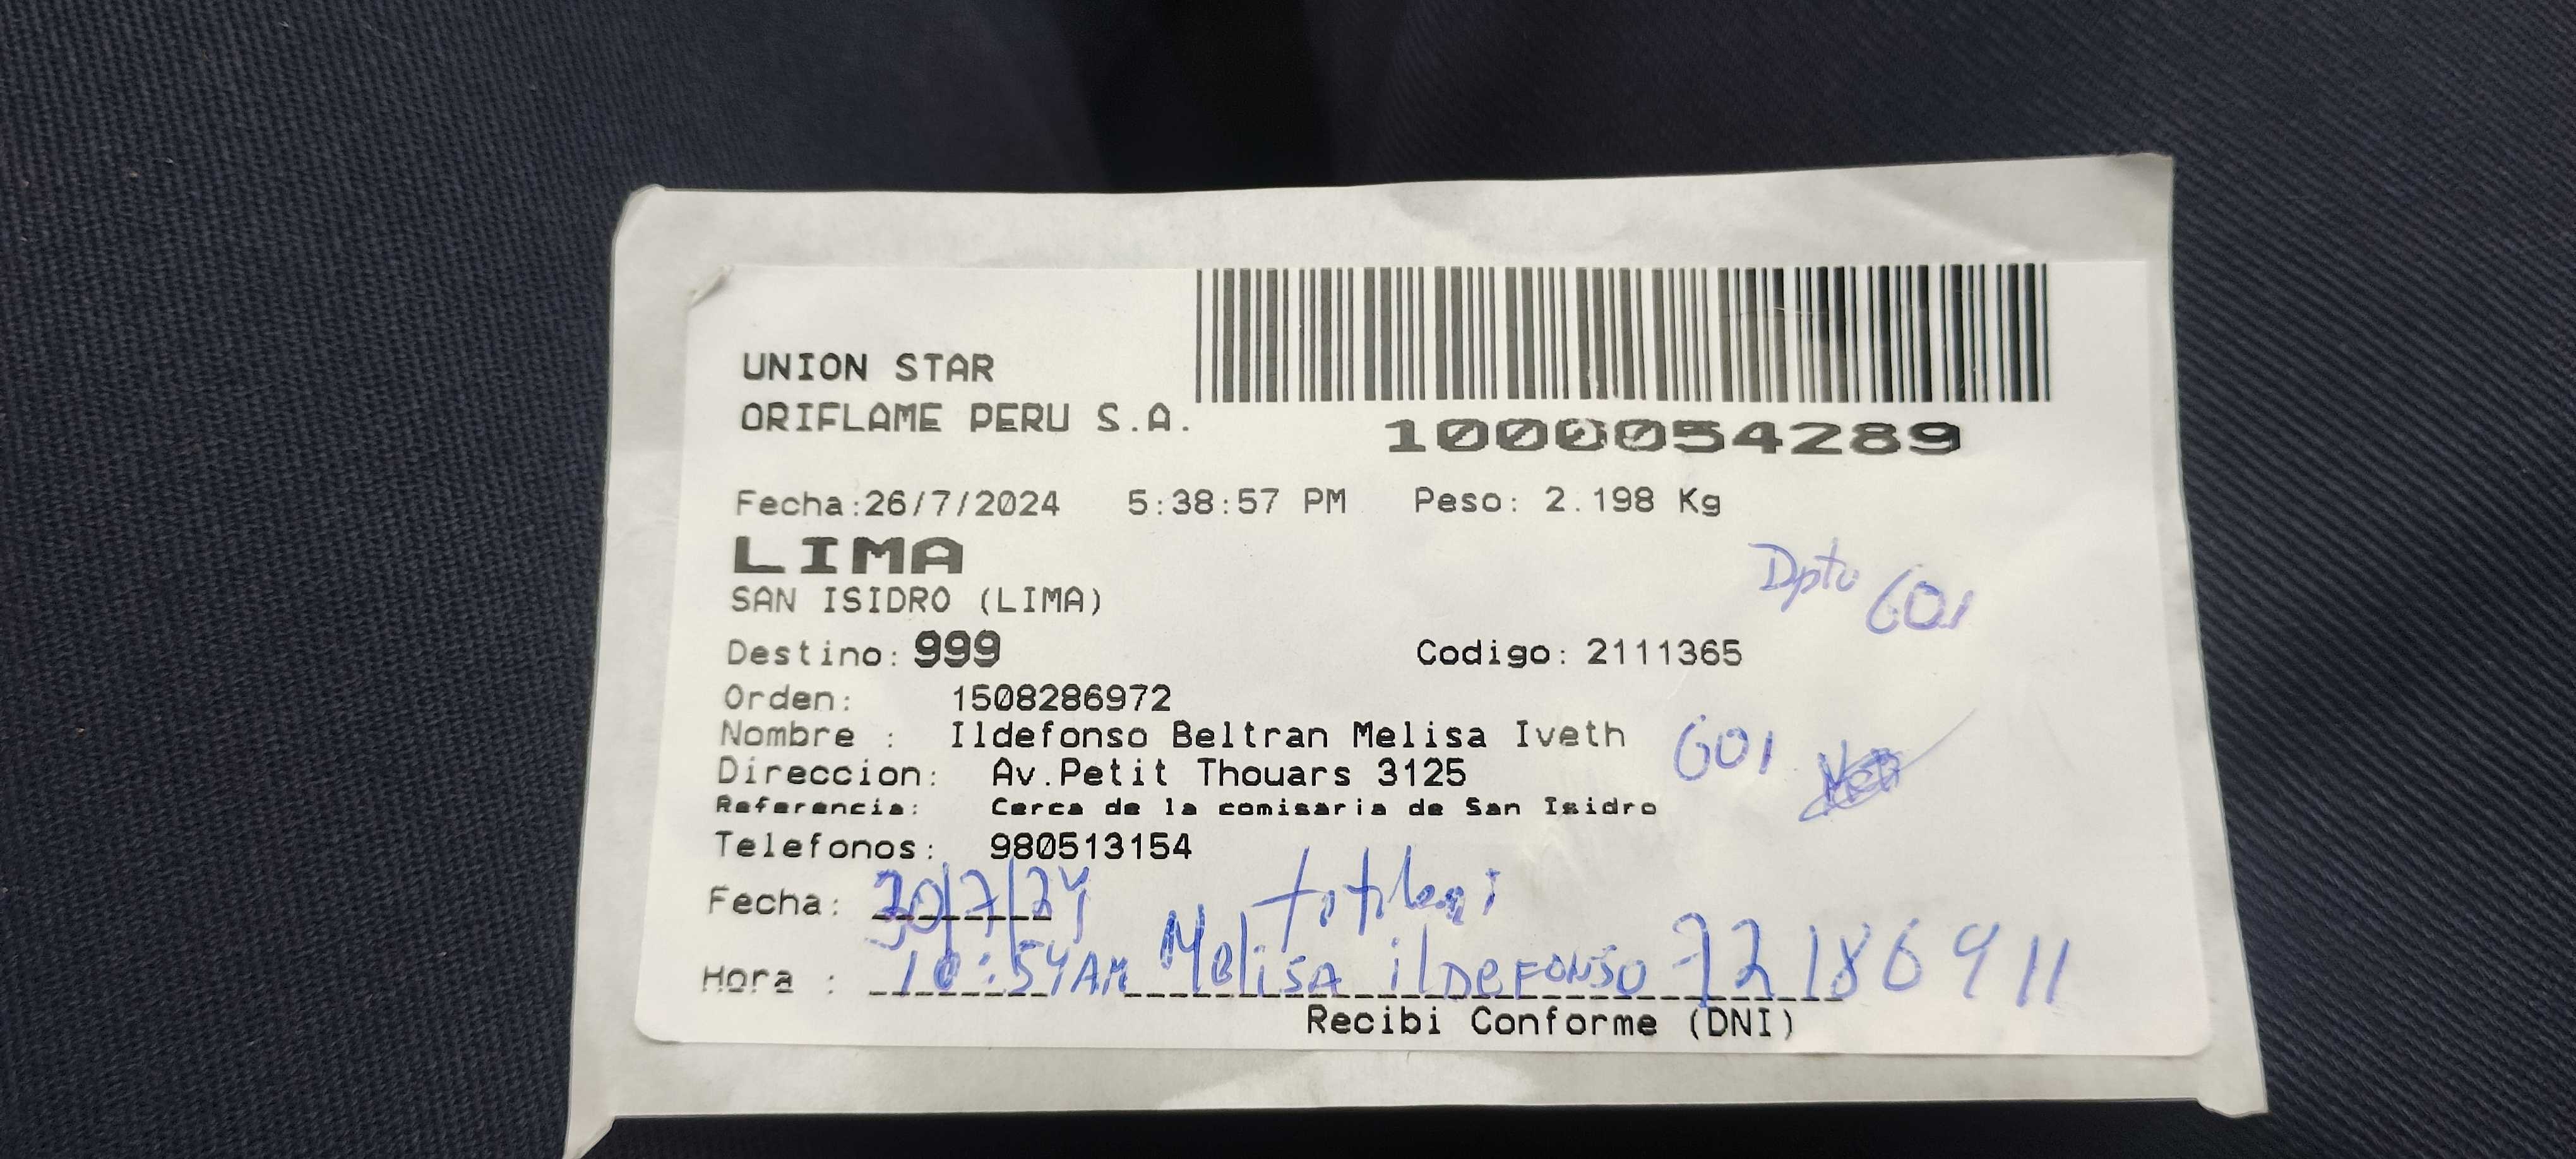 UNION STAR
ORIFLAME PERU S.A.
1000054289
Fecha:26/7/2024 5:38:57 PM Peso: 2.198 Kg
LIMA
Dpto 601
SAN ISIDRO (LIMA)
Destino: 999 Codigo: 2111365
Orden: 1508286972
Nombre : Ildefonso Beltran Melisa Iveth 601
Direccion: Av.Petit Thouars 3125
Referencia: Cerca de la comisaria de San Isidro
Telefonos: 980513154
Fecha: 30/7/24
Hora : 10:54AM Melisa ilDeFONSO 72186911
Recibi Conforme (DNI)